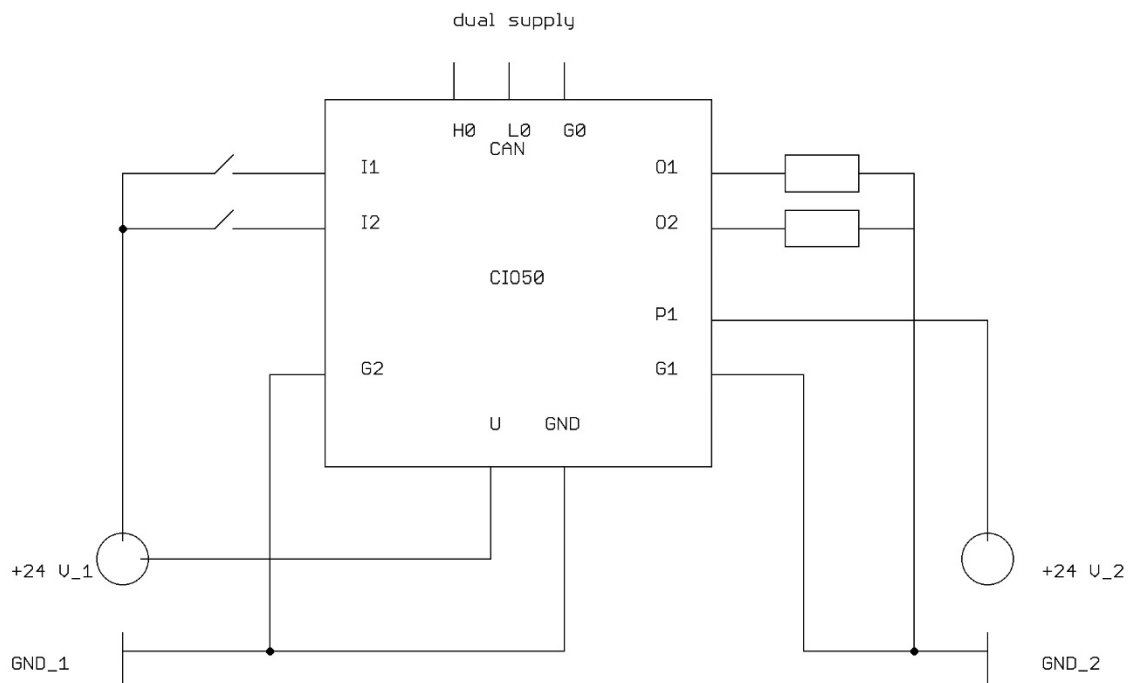 dual supply
H0 L0 G0
CAN
I1 O1
I2 O2
CIO50
P1
G2 G1
U GND
+24 V_1 +24 V_2
GND_1 GND_2